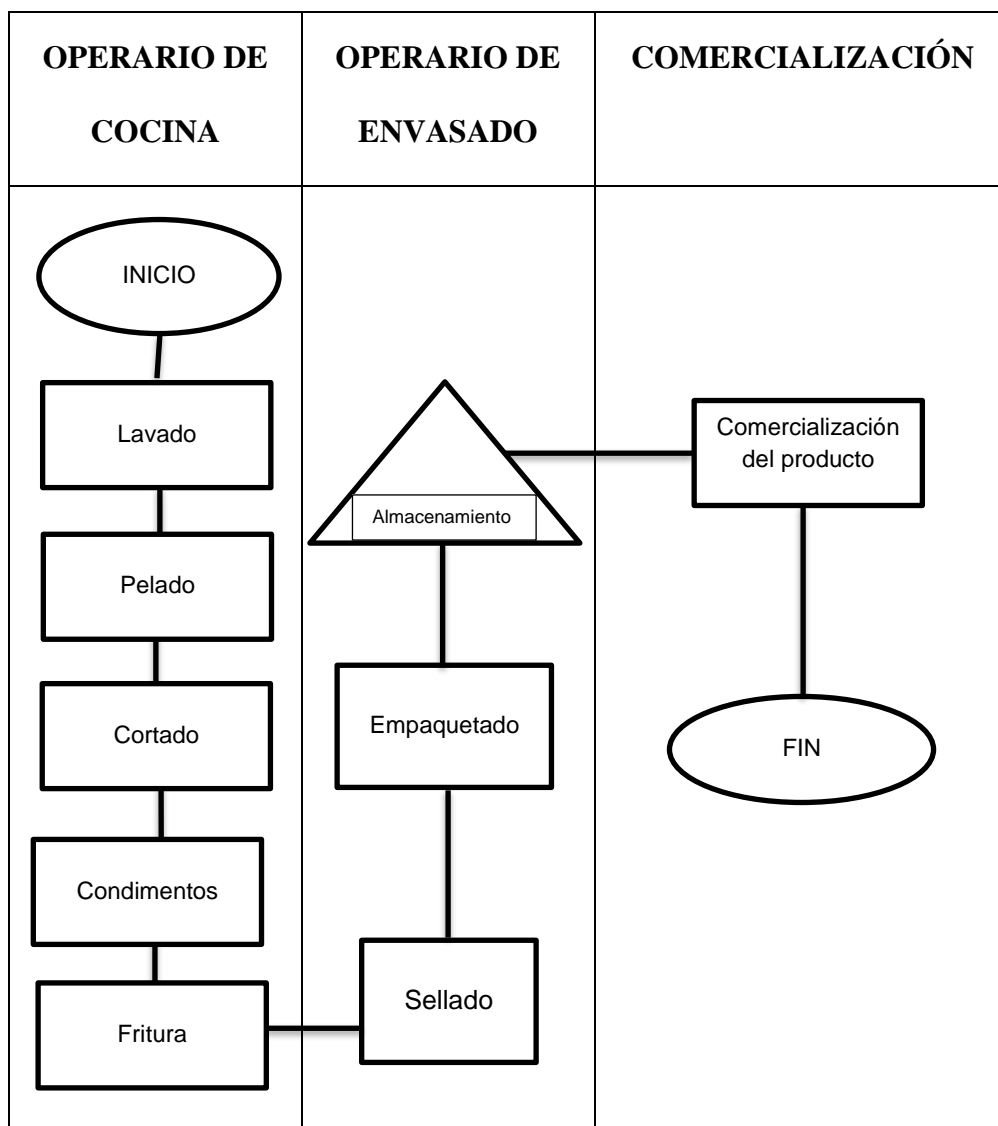 OPERARIO DE
COCINA
OPERARIO DE
ENVASADO
COMERCIALIZACIÓN
INICIO
Lavado
Pelado
Cortado
Condimentos
Fritura
Almacenamiento
Empaquetado
Sellado
Comercialización
del producto
FIN